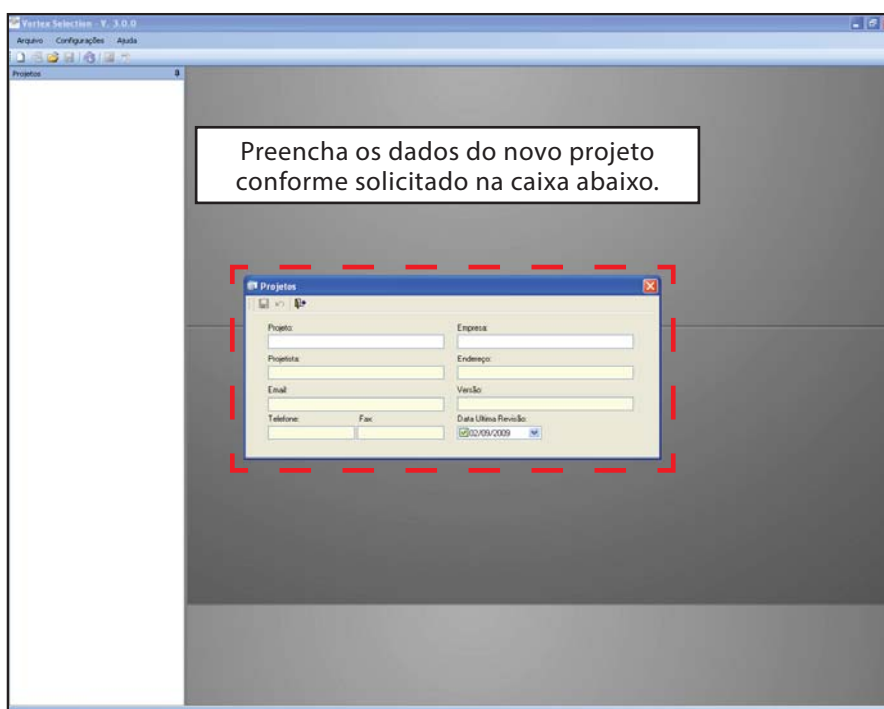 Vortex Selection - V. 3.0.0
Arquivo Configurações Ajuda
Projetos
Preencha os dados do novo projeto
conforme solicitado na caixa abaixo.
Projetos
Projeto: Empresa:
Projetista: Endereço:
Email: Versão:
Telefone: Fax: Data Ultima Revisão:
02/09/2009